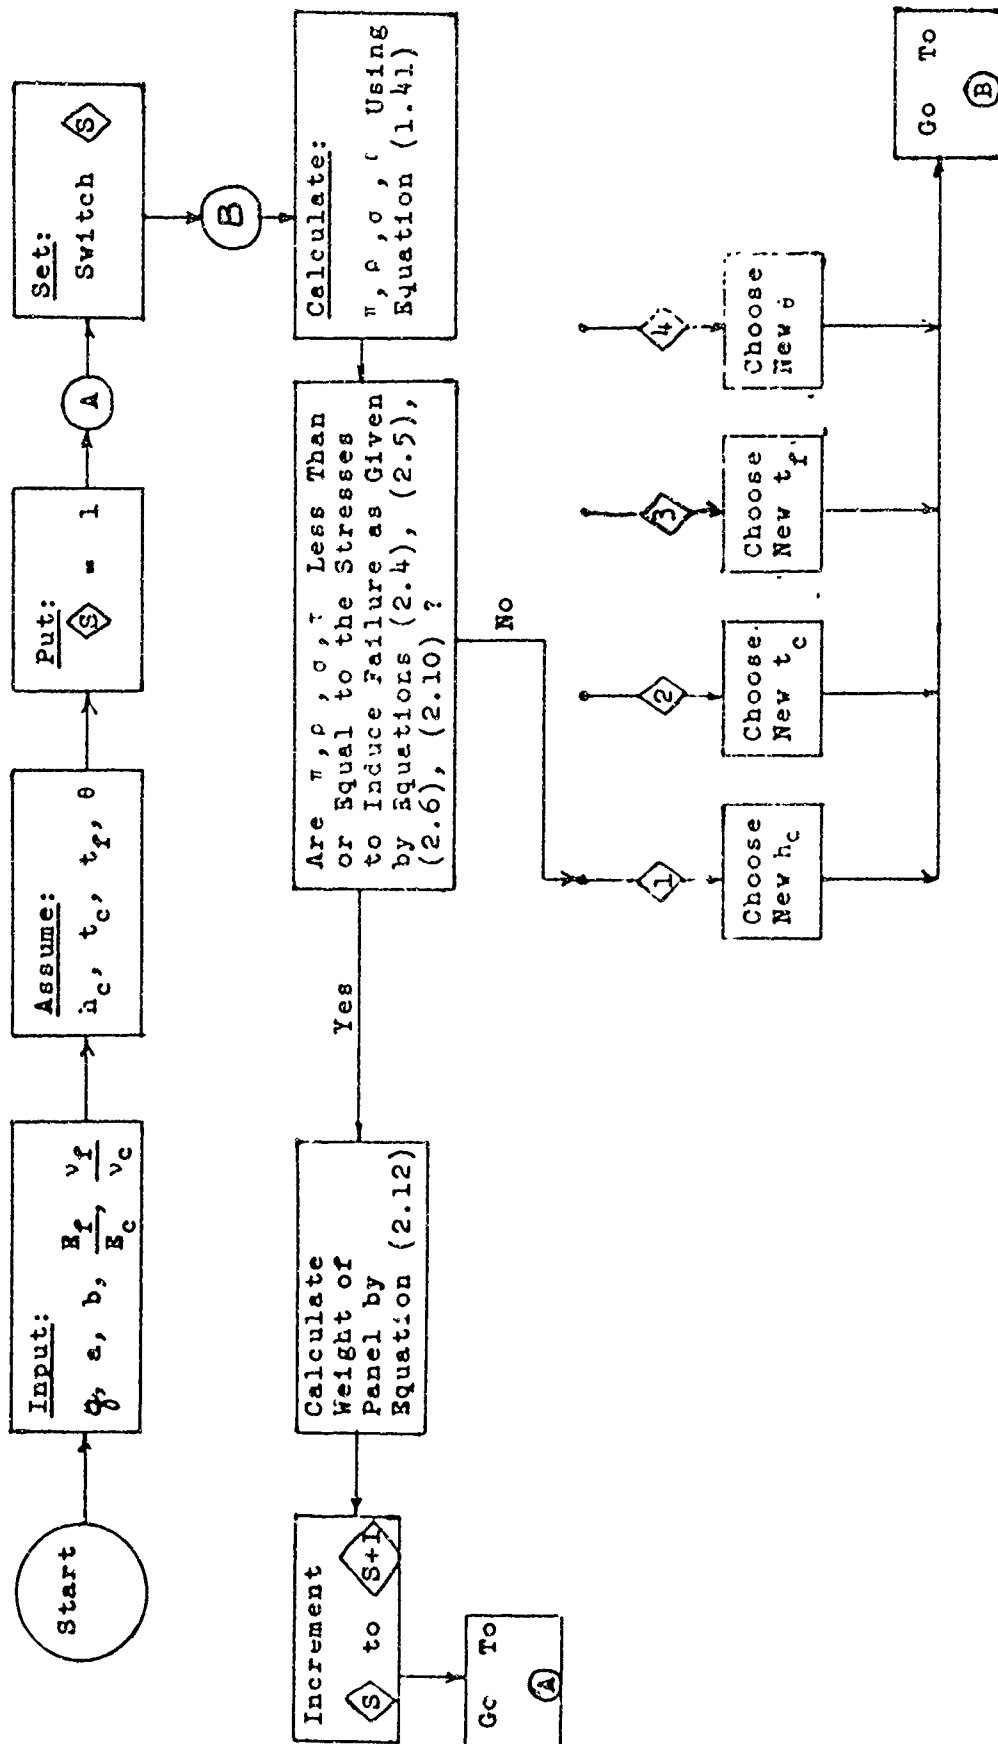 Start
Input:
q, a, b, E_f/E_c, ν_f/ν_c
Assume:
h_c, t_c, t_f, θ
Put:
S = 1
A
Set:
Switch S
B
Calculate:
π, ρ, σ, Using
Equation (1.41)
Are π, ρ, σ, τ Less Than
or Equal to the Stresses
to Induce Failure as Given
by Equations (2.4), (2.5),
(2.6), (2.10) ?
Yes
No
Calculate
Weight of
Panel by
Equation (2.12)
Increment
S to S+1
Go To
A
1
Choose
New h_c
2
Choose
New t_c
3
Choose
New t_f
4
Choose
New θ
Go To
B